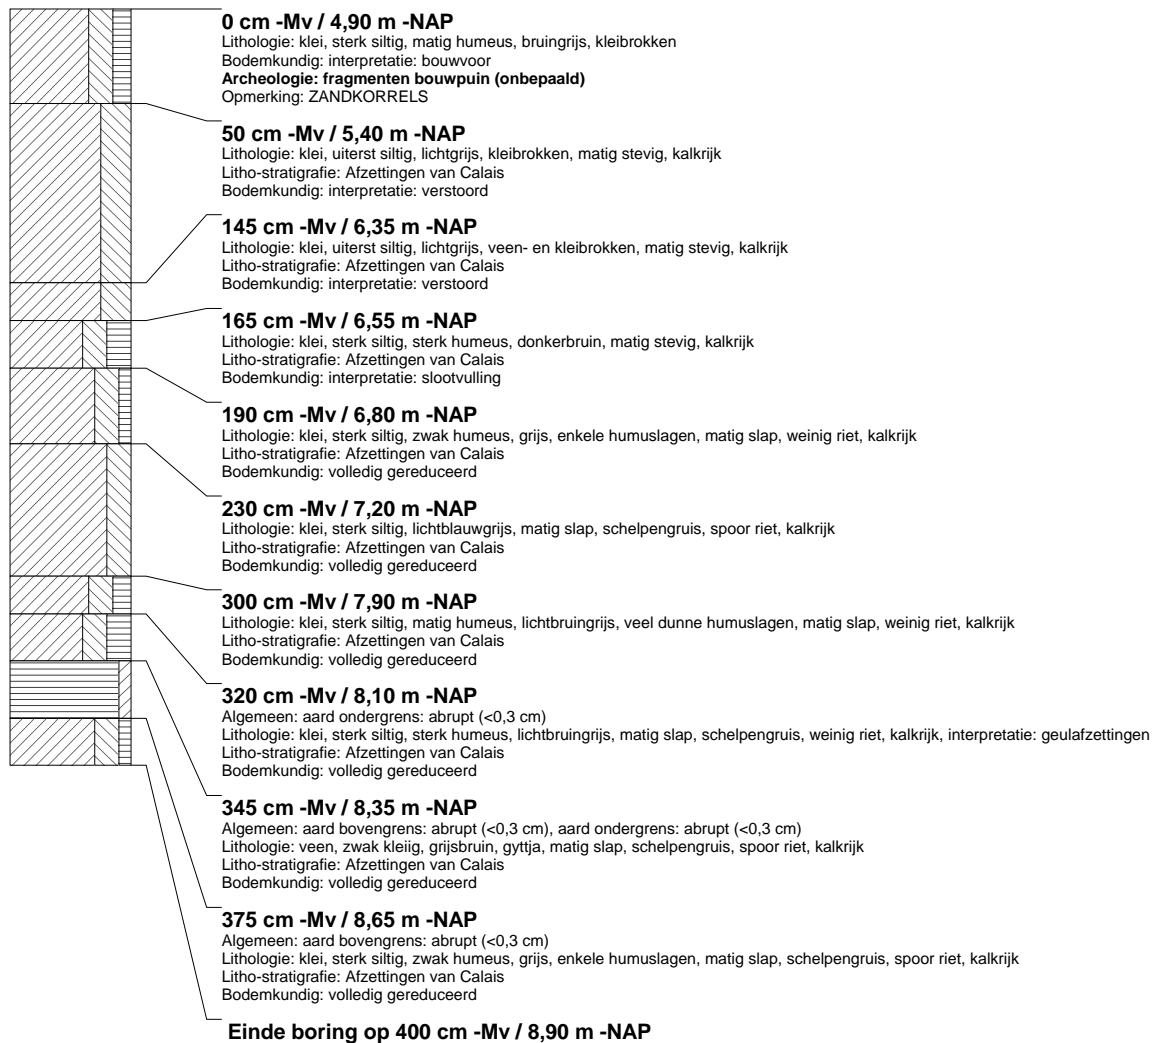 0 cm -Mv / 4,90 m -NAP
Lithologie: klei, sterk siltig, matig humeus, bruingrijs, kleibrokken
Bodemkundig: interpretatie: bouwvoor
Archeologie: fragmenten bouwpuin (onbepaald)
Opmerking: ZANDKORRELS
50 cm -Mv / 5,40 m -NAP
Lithologie: klei, uiterst siltig, lichtgrijs, kleibrokken, matig stevig, kalkrijk
Litho-stratigrafie: Afzettingen van Calais
Bodemkundig: interpretatie: verstoord
145 cm -Mv / 6,35 m -NAP
Lithologie: klei, uiterst siltig, lichtgrijs, veen- en kleibrokken, matig stevig, kalkrijk
Litho-stratigrafie: Afzettingen van Calais
Bodemkundig: interpretatie: verstoord
165 cm -Mv / 6,55 m -NAP
Lithologie: klei, sterk siltig, sterk humeus, donkerbruin, matig stevig, kalkrijk
Litho-stratigrafie: Afzettingen van Calais
Bodemkundig: interpretatie: slootvulling
190 cm -Mv / 6,80 m -NAP
Lithologie: klei, sterk siltig, zwak humeus, grijs, enkele humuslagen, matig slap, weinig riet, kalkrijk
Litho-stratigrafie: Afzettingen van Calais
Bodemkundig: volledig gereduceerd
230 cm -Mv / 7,20 m -NAP
Lithologie: klei, sterk siltig, lichtblauwgrijs, matig slap, schelpengruis, spoor riet, kalkrijk
Litho-stratigrafie: Afzettingen van Calais
Bodemkundig: volledig gereduceerd
300 cm -Mv / 7,90 m -NAP
Lithologie: klei, sterk siltig, matig humeus, lichtbruingrijs, veel dunne humuslagen, matig slap, weinig riet, kalkrijk
Litho-stratigrafie: Afzettingen van Calais
Bodemkundig: volledig gereduceerd
320 cm -Mv / 8,10 m -NAP
Algemeen: aard ondergrens: abrupt (<0,3 cm)
Lithologie: klei, sterk siltig, sterk humeus, lichtbruingrijs, matig slap, schelpengruis, weinig riet, kalkrijk, interpretatie: geulafzettingen
Litho-stratigrafie: Afzettingen van Calais
Bodemkundig: volledig gereduceerd
345 cm -Mv / 8,35 m -NAP
Algemeen: aard bovengrens: abrupt (<0,3 cm), aard ondergrens: abrupt (<0,3 cm)
Lithologie: veen, zwak kleiig, grijsbruin, gyttja, matig slap, schelpengruis, spoor riet, kalkrijk
Litho-stratigrafie: Afzettingen van Calais
Bodemkundig: volledig gereduceerd
375 cm -Mv / 8,65 m -NAP
Algemeen: aard bovengrens: abrupt (<0,3 cm)
Lithologie: klei, sterk siltig, zwak humeus, grijs, enkele humuslagen, matig slap, schelpengruis, spoor riet, kalkrijk
Litho-stratigrafie: Afzettingen van Calais
Bodemkundig: volledig gereduceerd
Einde boring op 400 cm -Mv / 8,90 m -NAP